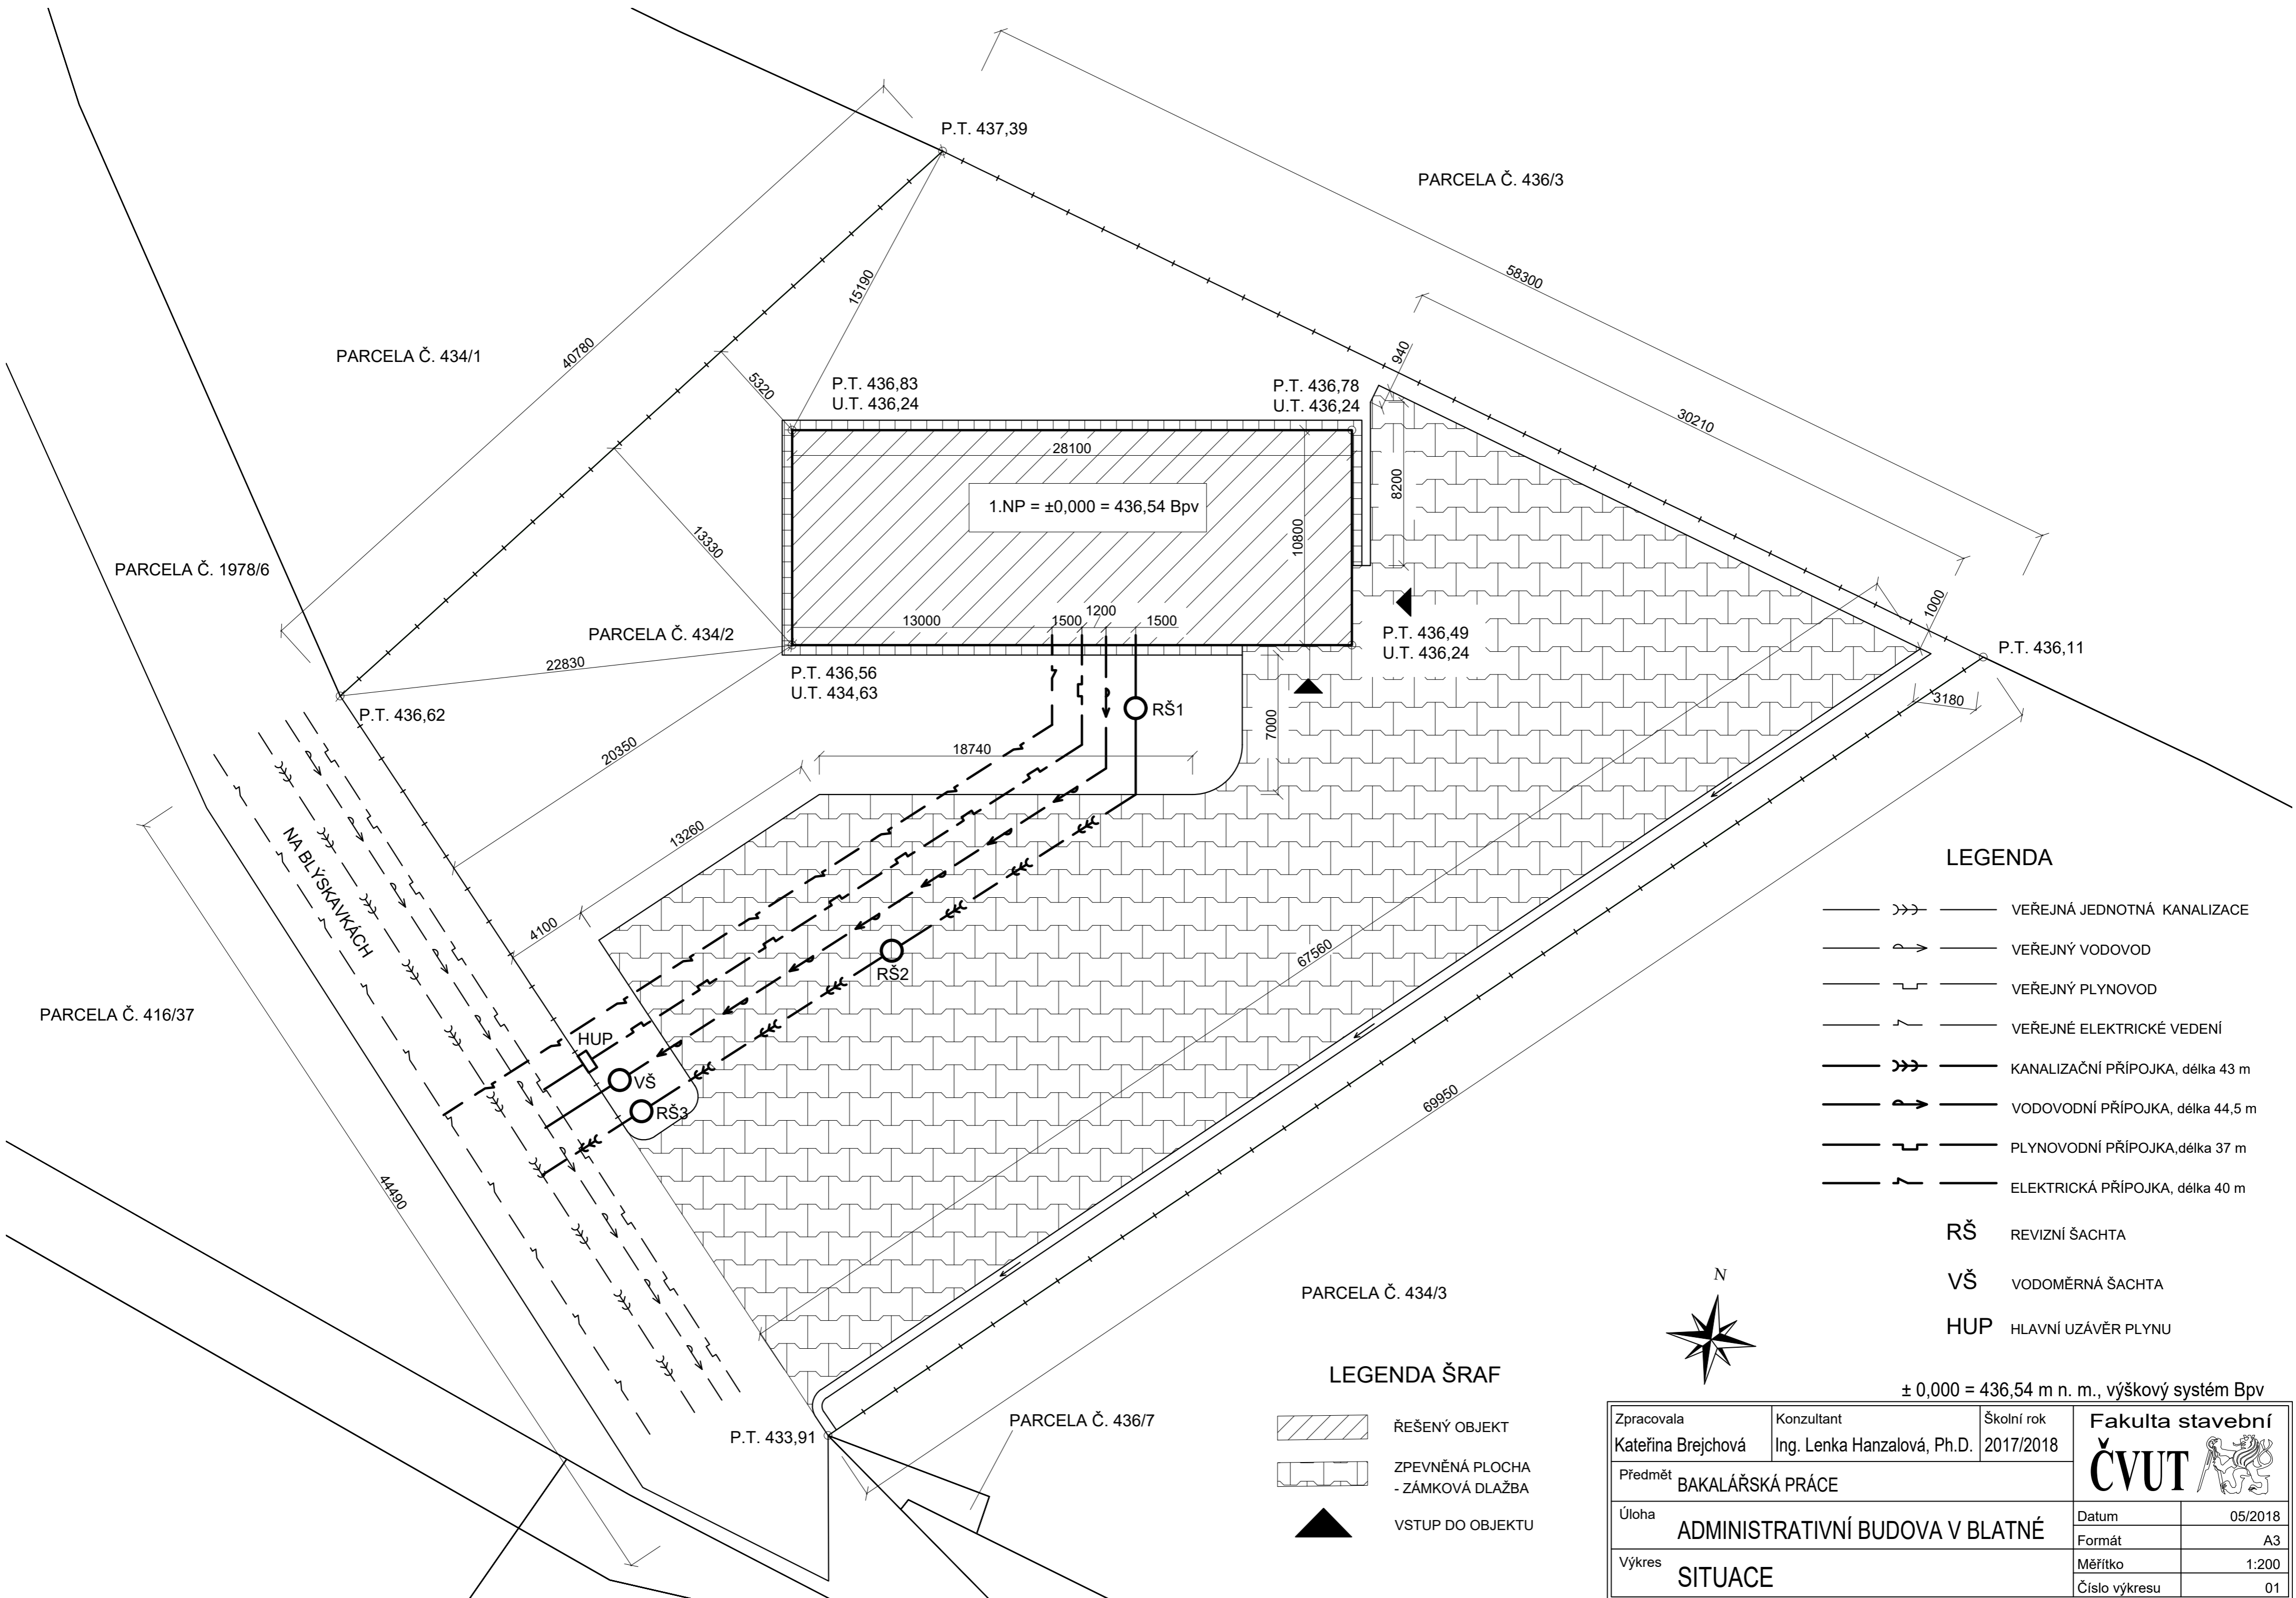 P.T. 437,39
PARCELA Č. 436/3
58300
40780
15190
PARCELA Č. 434/1
5320
940
P.T. 436,83
U.T. 436,24
P.T. 436,78
U.T. 436,24
30210
28100
8200
1.NP = ±0,000 = 436,54 Bpv
10800
13330
PARCELA Č. 1978/6
1000
13000
1500
1200
1500
PARCELA Č. 434/2
P.T. 436,49
U.T. 436,24
P.T. 436,11
22830
P.T. 436,56
U.T. 434,63
3180
P.T. 436,62
RŠ1
7000
20350
18740
13260
NA BLÝSKAVKÁCH
4100
67560
RŠ2
PARCELA Č. 416/37
HUP
VŠ
RŠ3
69950
44490
PARCELA Č. 434/3
P.T. 433,91
PARCELA Č. 436/7
LEGENDA
VEŘEJNÁ JEDNOTNÁ KANALIZACE
VEŘEJNÝ VODOVOD
VEŘEJNÝ PLYNOVOD
VEŘEJNÉ ELEKTRICKÉ VEDENÍ
KANALIZAČNÍ PŘÍPOJKA, délka 43 m
VODOVODNÍ PŘÍPOJKA, délka 44,5 m
PLYNOVODNÍ PŘÍPOJKA,délka 37 m
ELEKTRICKÁ PŘÍPOJKA, délka 40 m
RŠ REVIZNÍ ŠACHTA
VŠ VODOMĚRNÁ ŠACHTA
HUP HLAVNÍ UZÁVĚR PLYNU
N
LEGENDA ŠRAF
ŘEŠENÝ OBJEKT
ZPEVNĚNÁ PLOCHA
- ZÁMKOVÁ DLAŽBA
VSTUP DO OBJEKTU
± 0,000 = 436,54 m n. m., výškový systém Bpv
Zpracovala
Kateřina Brejchová
Konzultant
Ing. Lenka Hanzalová, Ph.D.
Školní rok
2017/2018
Fakulta stavební
ČVUT
Předmět BAKALÁŘSKÁ PRÁCE
Úloha ADMINISTRATIVNÍ BUDOVA V BLATNÉ
Výkres SITUACE
Datum 05/2018
Formát A3
Měřítko 1:200
Číslo výkresu 01